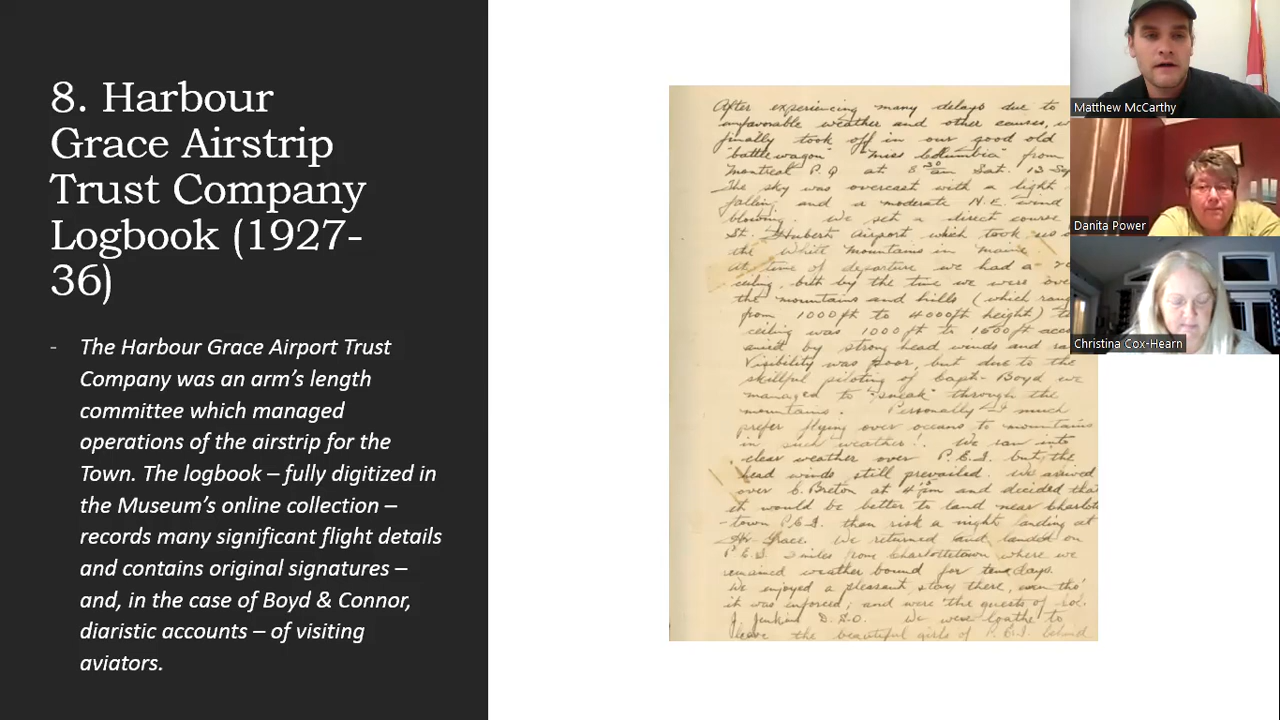 8. Harbour
Grace Airstrip
Trust Company
Logbook (1927-
36)
- The Harbour Grace Airport Trust
Company was an arm's length
committee which managed
operations of the airstrip for the
Town. The logbook – fully digitized in
the Museum's online collection –
records many significant flight details
and contains original signatures –
and, in the case of Boyd & Connor,
diaristic accounts – of visiting
aviators.
After experiencing many delays due to
unfavorable weather and other causes,
finally took off in our good old
"battlewagon" "Miss Columbia" from
Montreal P.Q. at 8 30 am Sat. 13
The sky was overcast with a light
falling, and a moderate N.E. wind
blowing. We set a direct course
St. Hubert Airport which took us
the White mountains in maine.
At time of departure we had a
ceiling, but by the time we were over
the mountains and hills (which
from 1000 ft to 4000 ft height)
ceiling was 1000 ft to 1500 ft
by strong head winds and
Visibility was poor, but due to the
skillful piloting of Capt. Boyd we
managed to "sneak" through the
mountains. Personally I much
prefer flying over oceans to mountains
in such weather! We ran into
clear weather over P.E.I. but the
head winds still prevailed. We arrived
over C. Breton at and decided that
it would be better to land near Charlot
-town P.E.I. than risk a night landing at
Hr Grace. We returned and landed on
P.E.I. miles from Charlottetown where we
remained weather bound for ten days.
We enjoyed a pleasant stay there, even tho'
it was enforced, and were the guests of Col.
J. Jenkins D.S.O. We were loathe to
leave the beautiful girls of P.E.I. behind
Matthew McCarthy
Danita Power
Christina Cox-Hearn